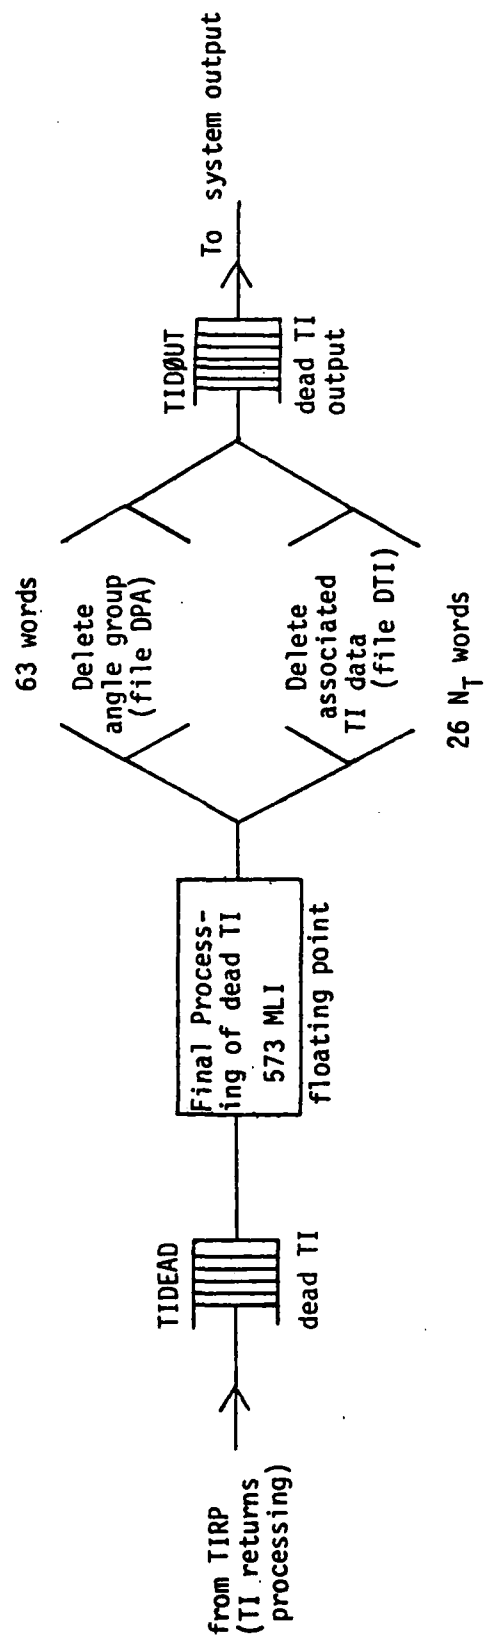 from TIRP
(TI returns
processing)
TIDEAD
dead TI
Final Process-
ing of dead TI
573 MLI
floating point
63 words
Delete
angle group
(file DPA)
Delete
associated
TI data
(file DTI)
26 N_T words
TIDØUT
dead TI
output
To system output